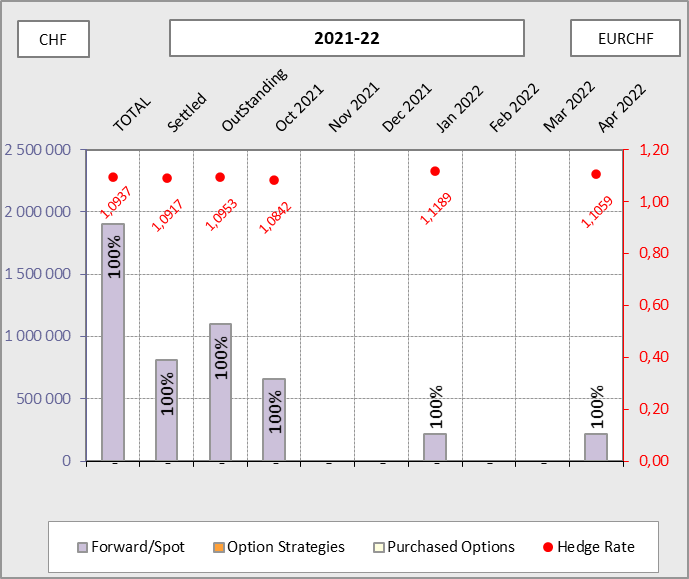 CHF
2021-22
EURCHF
TOTAL
Settled
OutStanding
Oct 2021
Nov 2021
Dec 2021
Jan 2022
Feb 2022
Mar 2022
Apr 2022
2 500 000
2 000 000
1 500 000
1 000 000
500 000
0
1,20
1,00
0,80
0,60
0,40
0,20
0,00
1,0937
1,0917
1,0953
1,0842
1,1189
1,1059
100%
100%
100%
100%
100%
100%
Forward/Spot
Option Strategies
Purchased Options
Hedge Rate